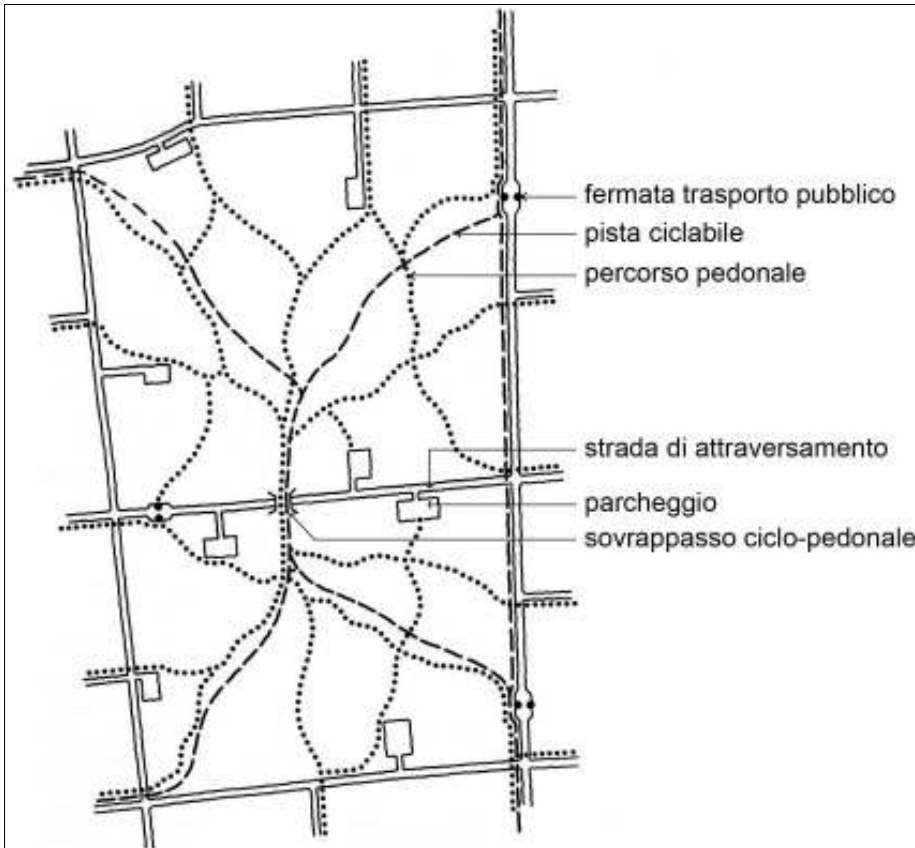 fermata trasporto pubblico
pista ciclabile
percorso pedonale
strada di attraversamento
parcheggio
sovrappasso ciclo-pedonale